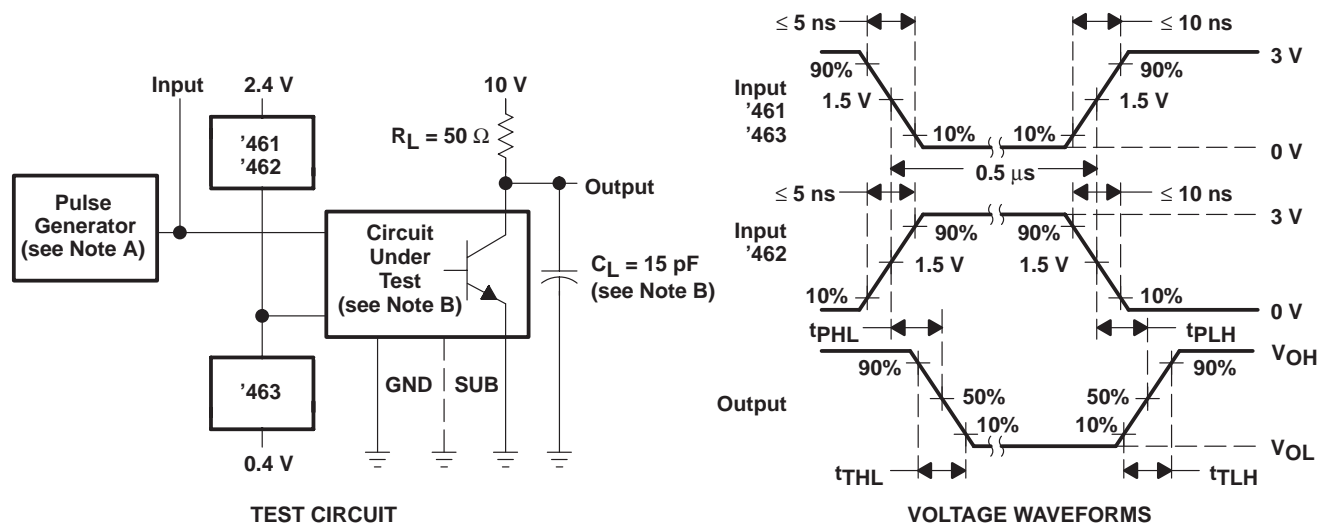 Input
2.4 V
10 V
'461
'462
RL = 50 Ω
Output
Pulse
Generator
(see Note A)
Circuit
Under
Test
(see Note B)
CL = 15 pF
(see Note B)
'463
GND
SUB
0.4 V
TEST CIRCUIT
≤ 5 ns
≤ 10 ns
3 V
90%
90%
Input
'461
'463
1.5 V
1.5 V
10%
10%
0 V
0.5 μs
≤ 5 ns
≤ 10 ns
3 V
Input
'462
90%
90%
1.5 V
1.5 V
10%
10%
0 V
tPHL
tPLH
VOH
90%
90%
Output
50%
50%
10%
10%
VOL
tTHL
tTLH
VOLTAGE WAVEFORMS